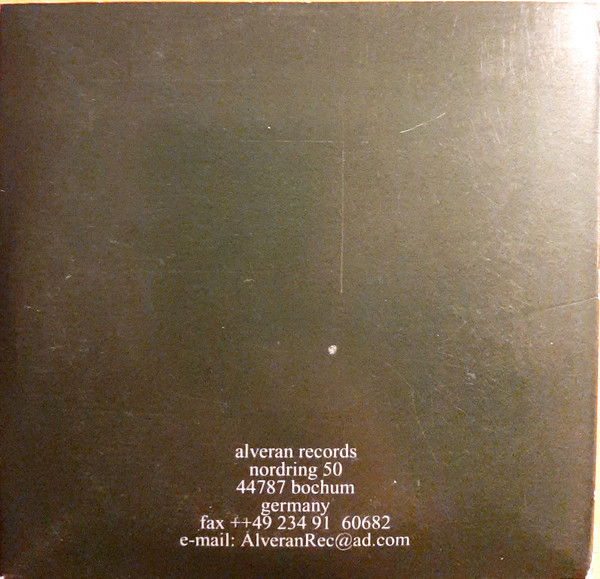 alveran records
nordring 50
44787 bochum
germany
fax ++49 234 91 60682
e-mail: AlveranRec@ad.com